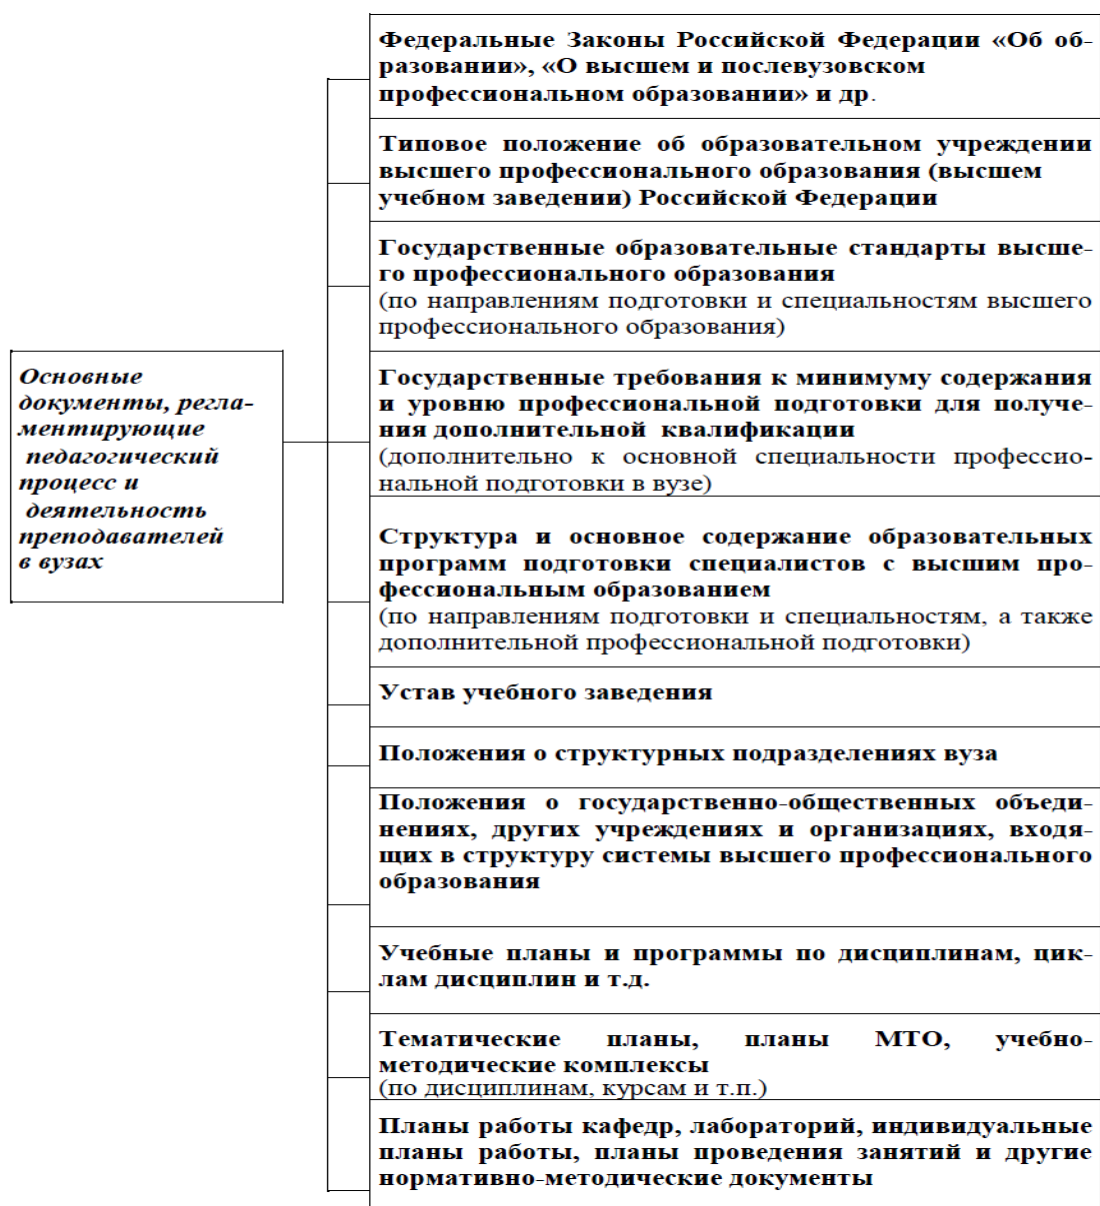 Основные
документы, регла-
ментирующие
педагогический
процесс и
деятельность
преподавателей
в вузах
Федеральные Законы Российской Федерации «Об об-
разовании», «О высшем и послевузовском
профессиональном образовании» и др.
Типовое положение об образовательном учреждении
высшего профессионального образования (высшем
учебном заведении) Российской Федерации
Государственные образовательные стандарты высше-
го профессионального образования
(по направлениям подготовки и специальностям высшего
профессионального образования)
Государственные требования к минимуму содержания
и уровню профессиональной подготовки для получе-
ния дополнительной квалификации
(дополнительно к основной специальности профессио-
нальной подготовки в вузе)
Структура и основное содержание образовательных
программ подготовки специалистов с высшим про-
фессиональным образованием
(по направлениям подготовки и специальностям, а также
дополнительной профессиональной подготовки)
Устав учебного заведения
Положения о структурных подразделениях вуза
Положения о государственно-общественных объеди-
нениях, других учреждениях и организациях, входя-
щих в структуру системы высшего профессионального
образования
Учебные планы и программы по дисциплинам, цик-
лам дисциплин и т.д.
Тематические планы, планы МТО, учебно-
методические комплексы
(по дисциплинам, курсам и т.п.)
Планы работы кафедр, лабораторий, индивидуальные
планы работы, планы проведения занятий и другие
нормативно-методические документы